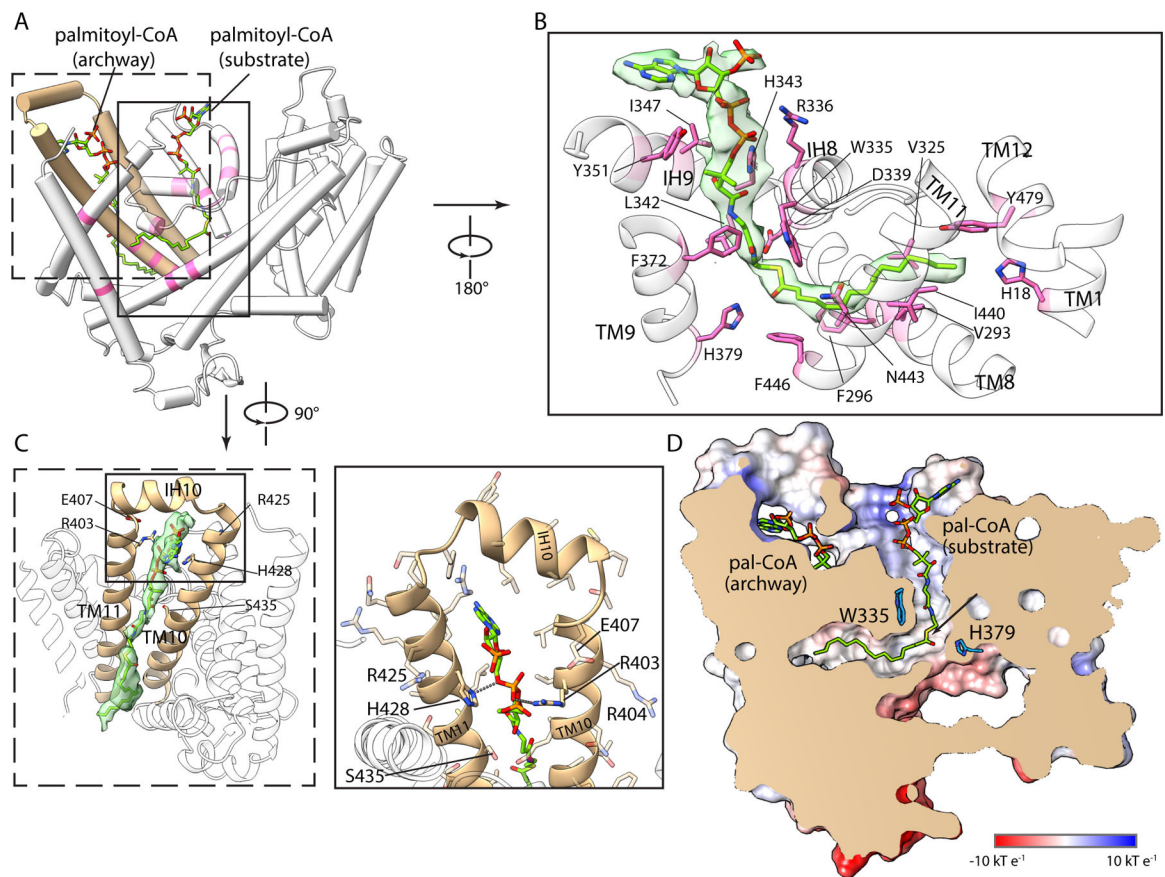 A
palmitoyl-CoA
(archway)
palmitoyl-CoA
(substrate)
180°
90°
B
H343
I347
R336
IH8
W335
V325
TM12
Y351
IH9
D339
TM11
Y479
L342
F372
H18
TM1
I440
TM9
V293
H379
N443
TM8
F446
F296
C
E407
IH10
R425
R403
H428
S435
TM11
TM10
IH10
E407
R425
R403
H428
R404
TM11
TM10
S435
D
pal-CoA
(substrate)
pal-CoA
(archway)
W335
H379
-10 kT e⁻¹
10 kT e⁻¹